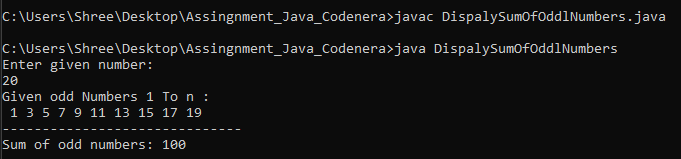 C:\Users\Shree\Desktop\Assingnment_Java_Codenera>javac DispalySumOfOddlNumbers.java
C:\Users\Shree\Desktop\Assingnment_Java_Codenera>java DispalySumOfOddlNumbers
Enter given number:
20
Given odd Numbers 1 To n :
 1 3 5 7 9 11 13 15 17 19
------------------------------
Sum of odd numbers: 100